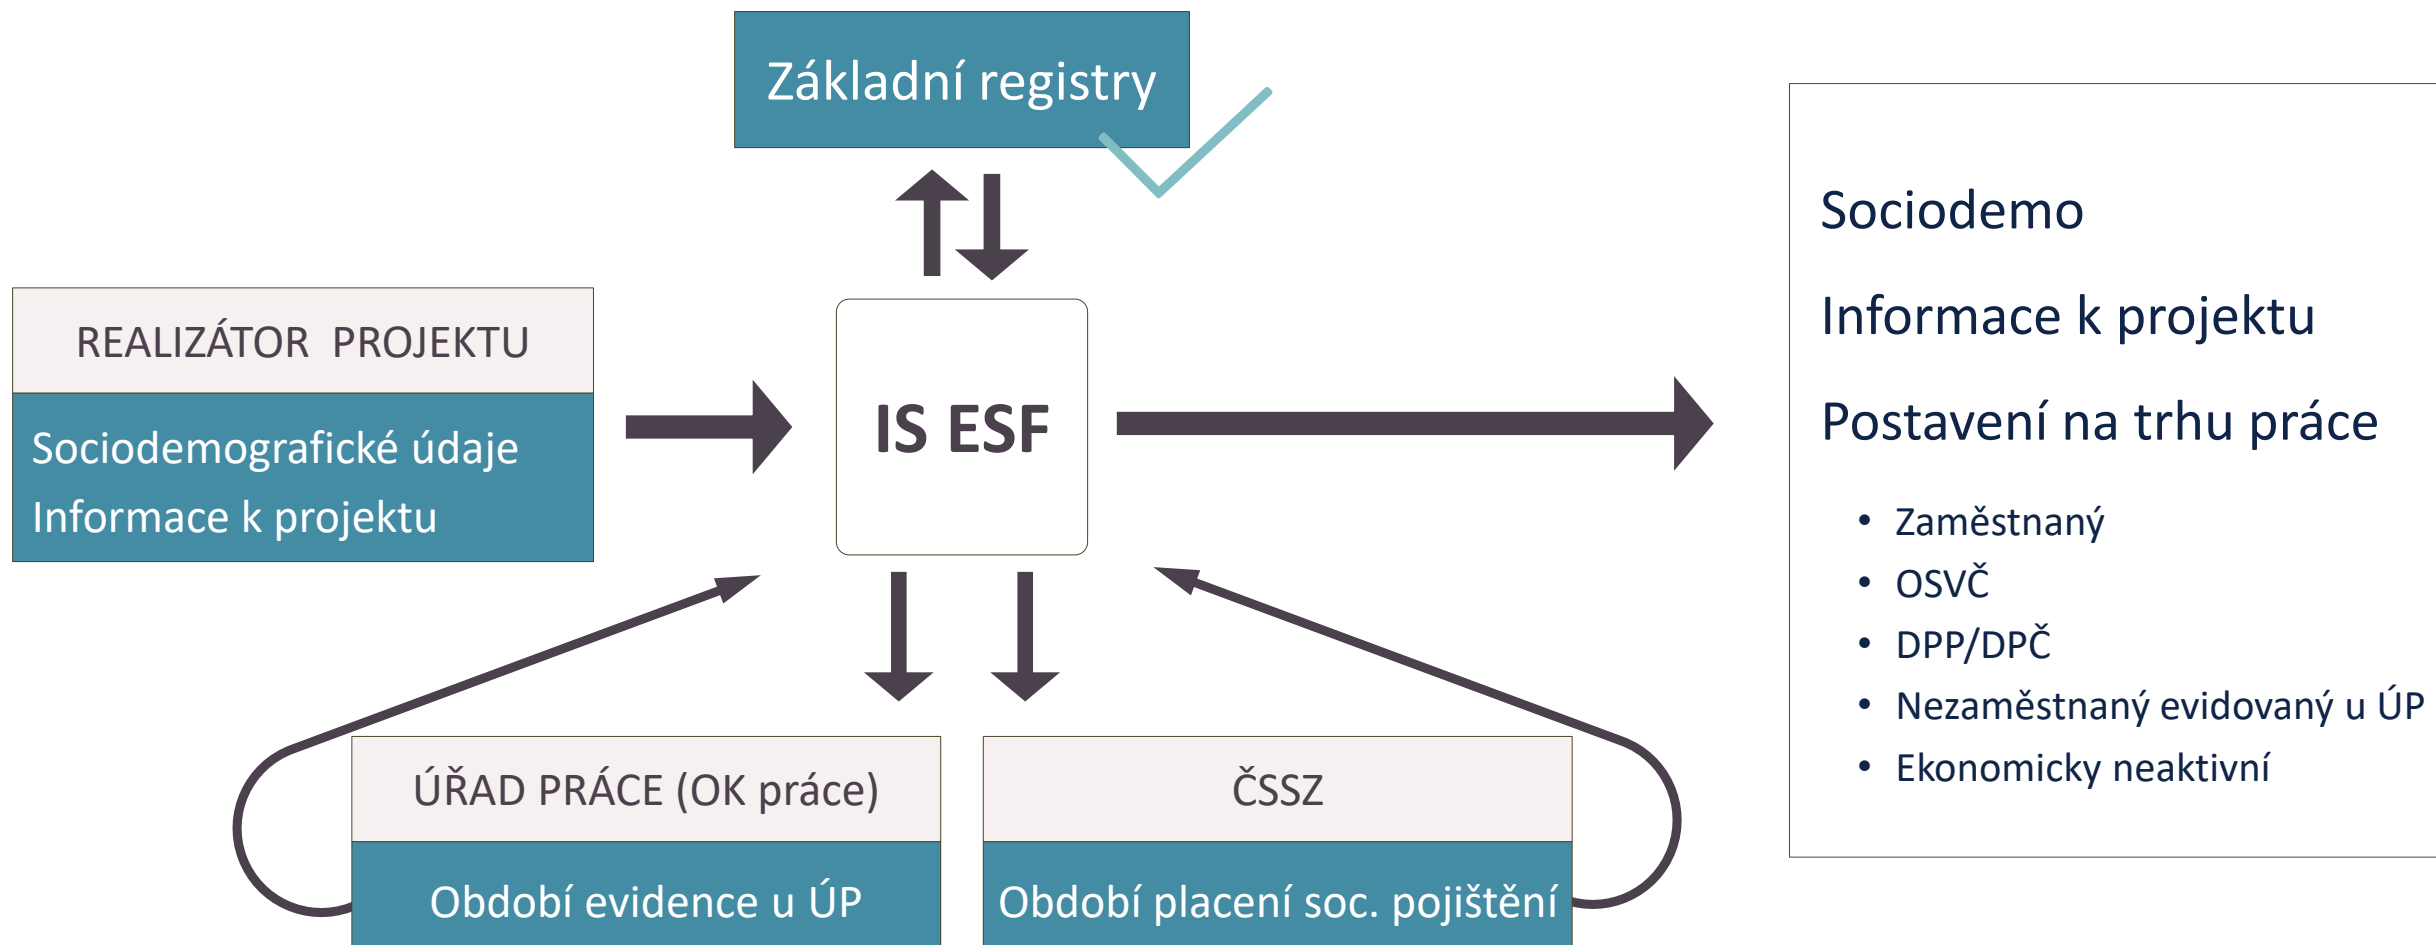 Základní registry
REALIZÁTOR PROJEKTU
Sociodemografické údaje
Informace k projektu
IS ESF
ÚŘAD PRÁCE (OK práce)
Období evidence u ÚP
ČSSZ
Období placení soc. pojištění
Sociodemo
Informace k projektu
Postavení na trhu práce
• Zaměstnaný
• OSVČ
• DPP/DPČ
• Nezaměstnaný evidovaný u ÚP
• Ekonomicky neaktivní